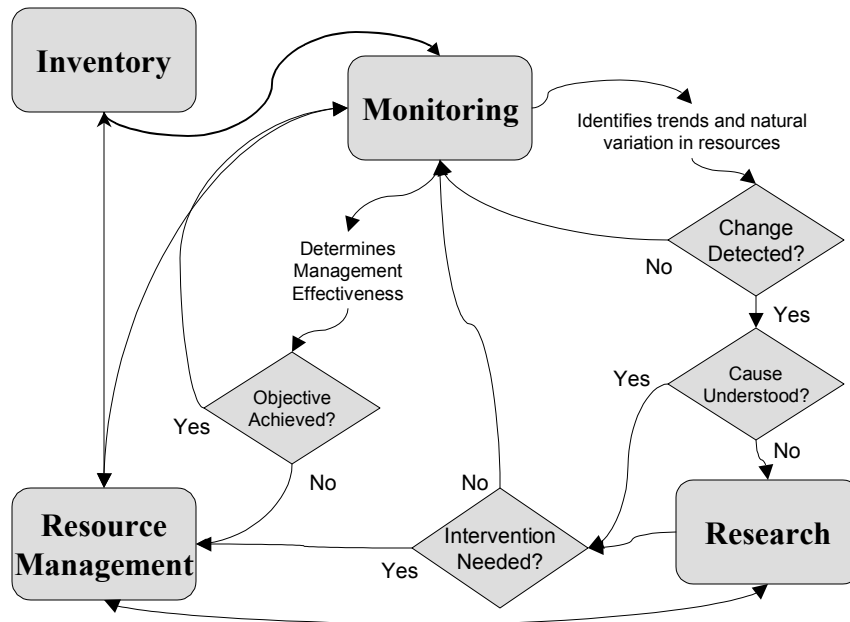 Inventory
Monitoring
Identifies trends and natural
variation in resources
Change
Detected?
No
Yes
Determines
Management
Effectiveness
Objective
Achieved?
Yes
No
Cause
Understood?
Yes
No
Resource
Management
Intervention
Needed?
No
Yes
Research